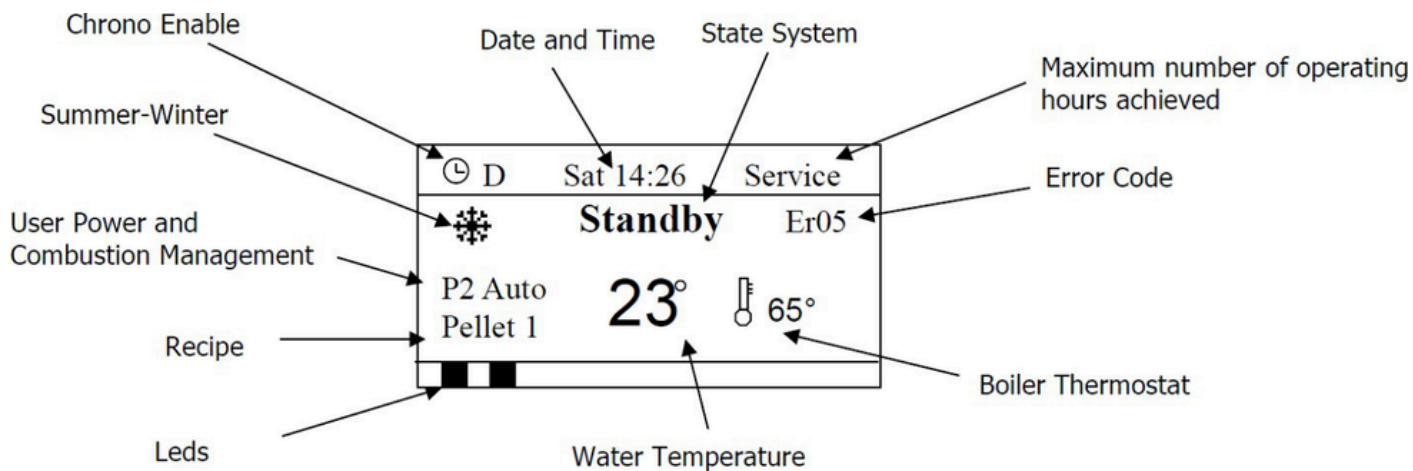 Chrono Enable
Date and Time
State System
Maximum number of operating
hours achieved
Summer-Winter
D Sat 14:26 Service
Error Code
Standby Er05
User Power and
Combustion Management
P2 Auto
23° 65°
Pellet 1
Recipe
Boiler Thermostat
Leds
Water Temperature